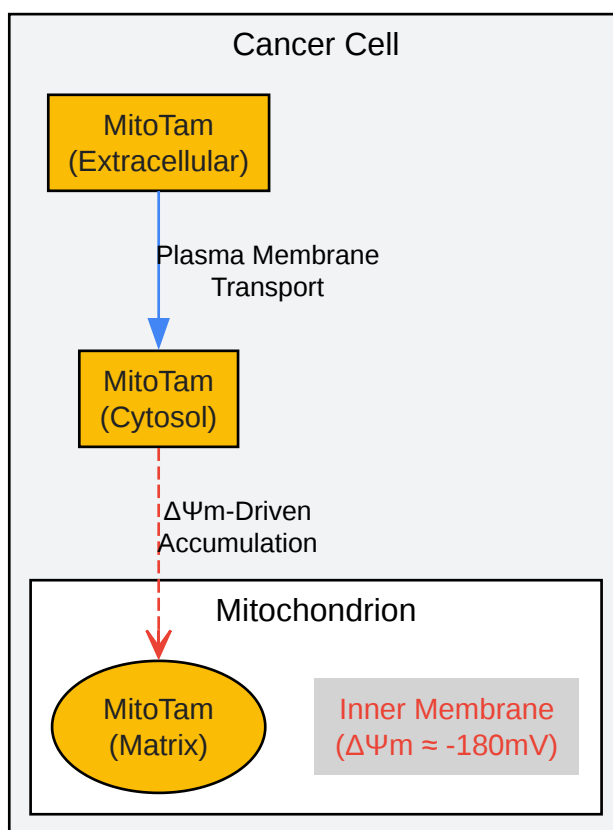 Cancer Cell
MitoTam
(Extracellular)
Plasma Membrane
Transport
MitoTam
(Cytosol)
ΔΨm-Driven
Accumulation
Mitochondrion
MitoTam
(Matrix)
Inner Membrane
(ΔΨm ≈ -180mV)